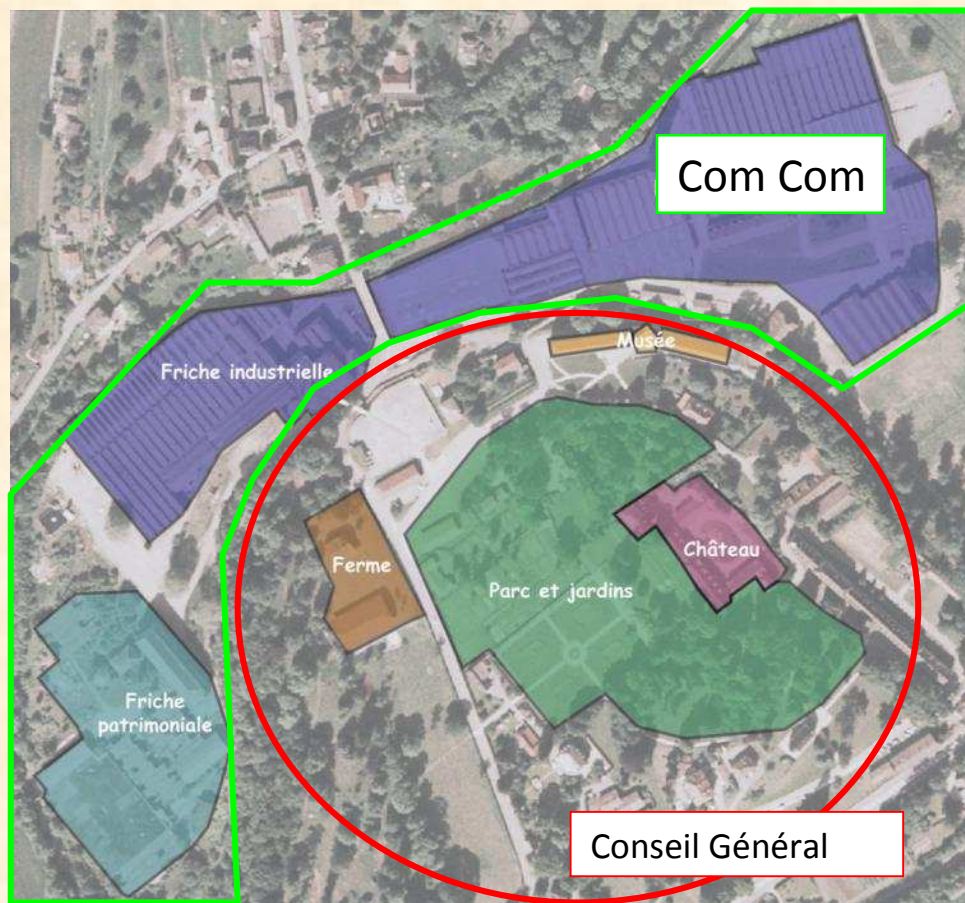 Com Com
Musée
Friche industrielle
Ferme
Château
Parc et jardins
Friche
patrimoniale
Conseil Général